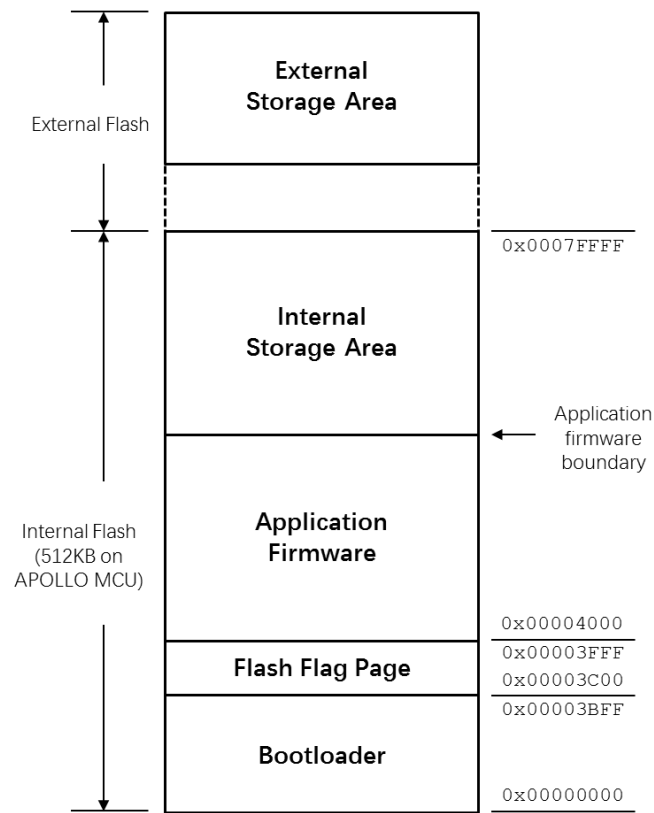 External
Storage Area
External Flash
0x0007FFFF
Internal
Storage Area
Application
firmware
boundary
Application
Firmware
Internal Flash
(512KB on
APOLLO MCU)
0x00004000
0x00003FFF
Flash Flag Page
0x00003C00
0x00003BFF
Bootloader
0x00000000